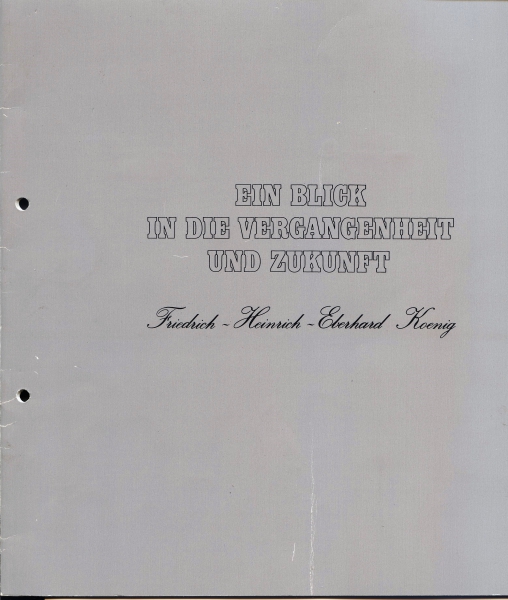 EIN BLICK
IN DIE VERGANGENHEIT
UND ZUKUNFT
Friedrich - Heinrich - Eberhard Koenig